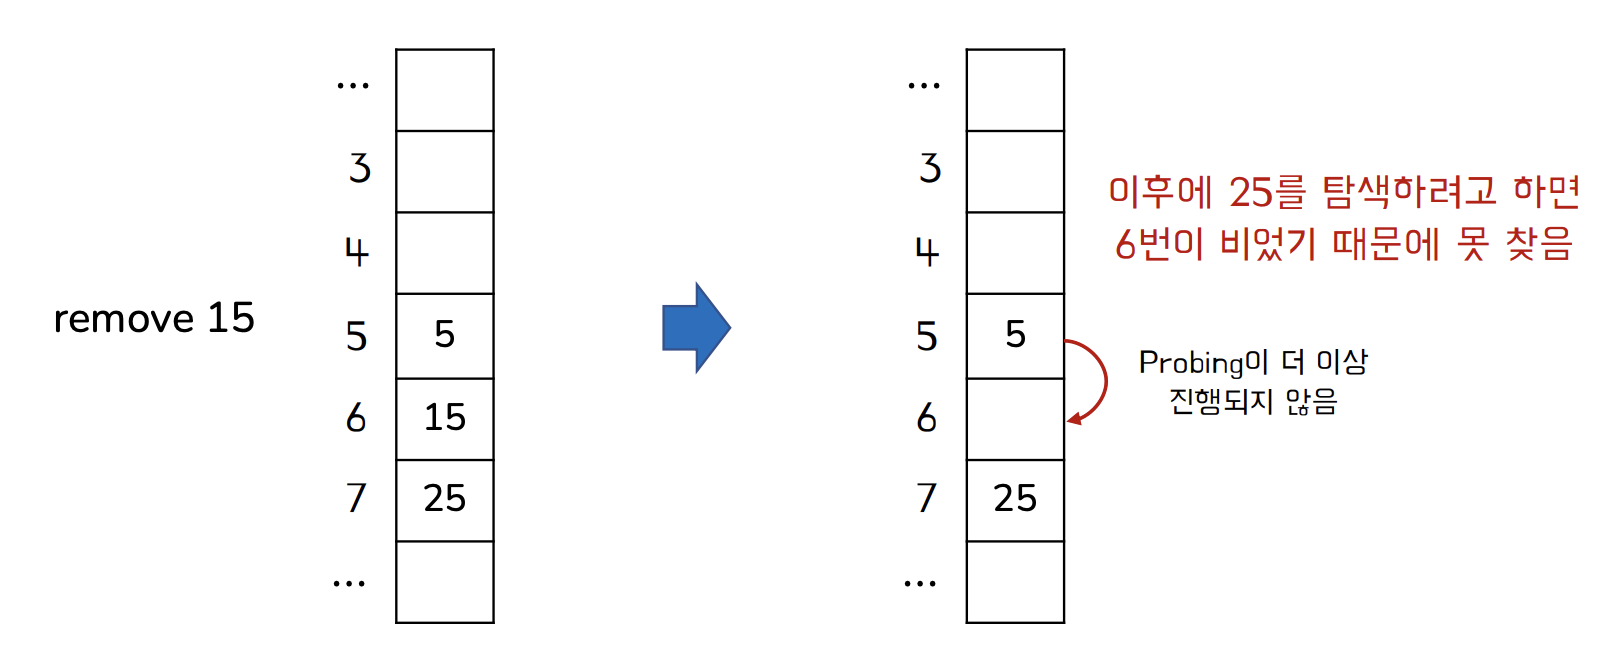 remove 15
...
3
4
5 5
6 15
7 25
...
...
3
4
5 5
6
7 25
...
이후에 25를 탐색하려고 하면
6번이 비었기 때문에 못 찾음
Probing이 더 이상
진행되지 않음